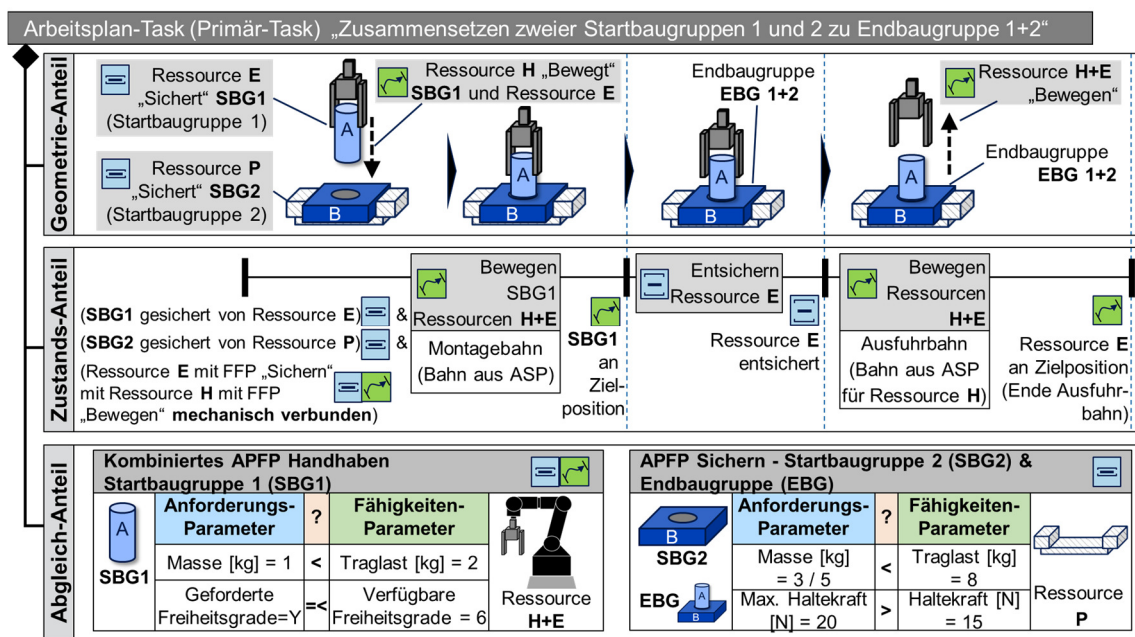 Arbeitsplan-Task (Primär-Task) „Zusammensetzen zweier Startbaugruppen 1 und 2 zu Endbaugruppe 1+2“
Geometrie-Anteil
Ressource E
„Sichert“ SBG1
(Startbaugruppe 1)
Ressource P
„Sichert“ SBG2
(Startbaugruppe 2)
A
B
Ressource H „Bewegt“
SBG1 und Ressource E
A
B
Endbaugruppe
EBG 1+2
A
B
Ressource H+E
„Bewegen“
Endbaugruppe
EBG 1+2
A
B
Zustands-Anteil
(SBG1 gesichert von Ressource E) &
(SBG2 gesichert von Ressource P) &
(Ressource E mit FFP „Sichern“
mit Ressource H mit FFP
„Bewegen“ mechanisch verbunden)
Bewegen
SBG1
Ressourcen H+E
Montagebahn
(Bahn aus ASP)
SBG1
an
Ziel-
position
Entsichern
Ressource E
Ressource E
entsichert
Bewegen
Ressourcen
H+E
Ausfuhrbahn
(Bahn aus ASP
für Ressource H)
Ressource E
an Zielposition
(Ende Ausfuhr-
bahn)
Abgleich-Anteil
Kombiniertes APFP Handhaben
Startbaugruppe 1 (SBG1)
A
SBG1
Anforderungs-
Parameter
?
Fähigkeiten-
Parameter
Masse [kg] = 1 < Traglast [kg] = 2
Geforderte
Freiheitsgrade=Y
=<
Verfügbare
Freiheitsgrade = 6
Ressource
H+E
APFP Sichern - Startbaugruppe 2 (SBG2) &
Endbaugruppe (EBG)
B
SBG2
EBG
A
B
Anforderungs-
Parameter
?
Fähigkeiten-
Parameter
Masse [kg]
= 3 / 5
<
Traglast [kg]
= 8
Max. Haltekraft
[N] = 20
>
Haltekraft [N]
= 15
Ressource
P